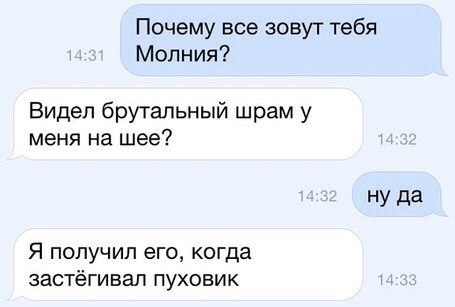 Почему все зовут тебя
14:31 Молния?
Видел брутальный шрам у
меня на шее? 14:32
14:32 ну да
Я получил его, когда
застёгивал пуховик 14:33